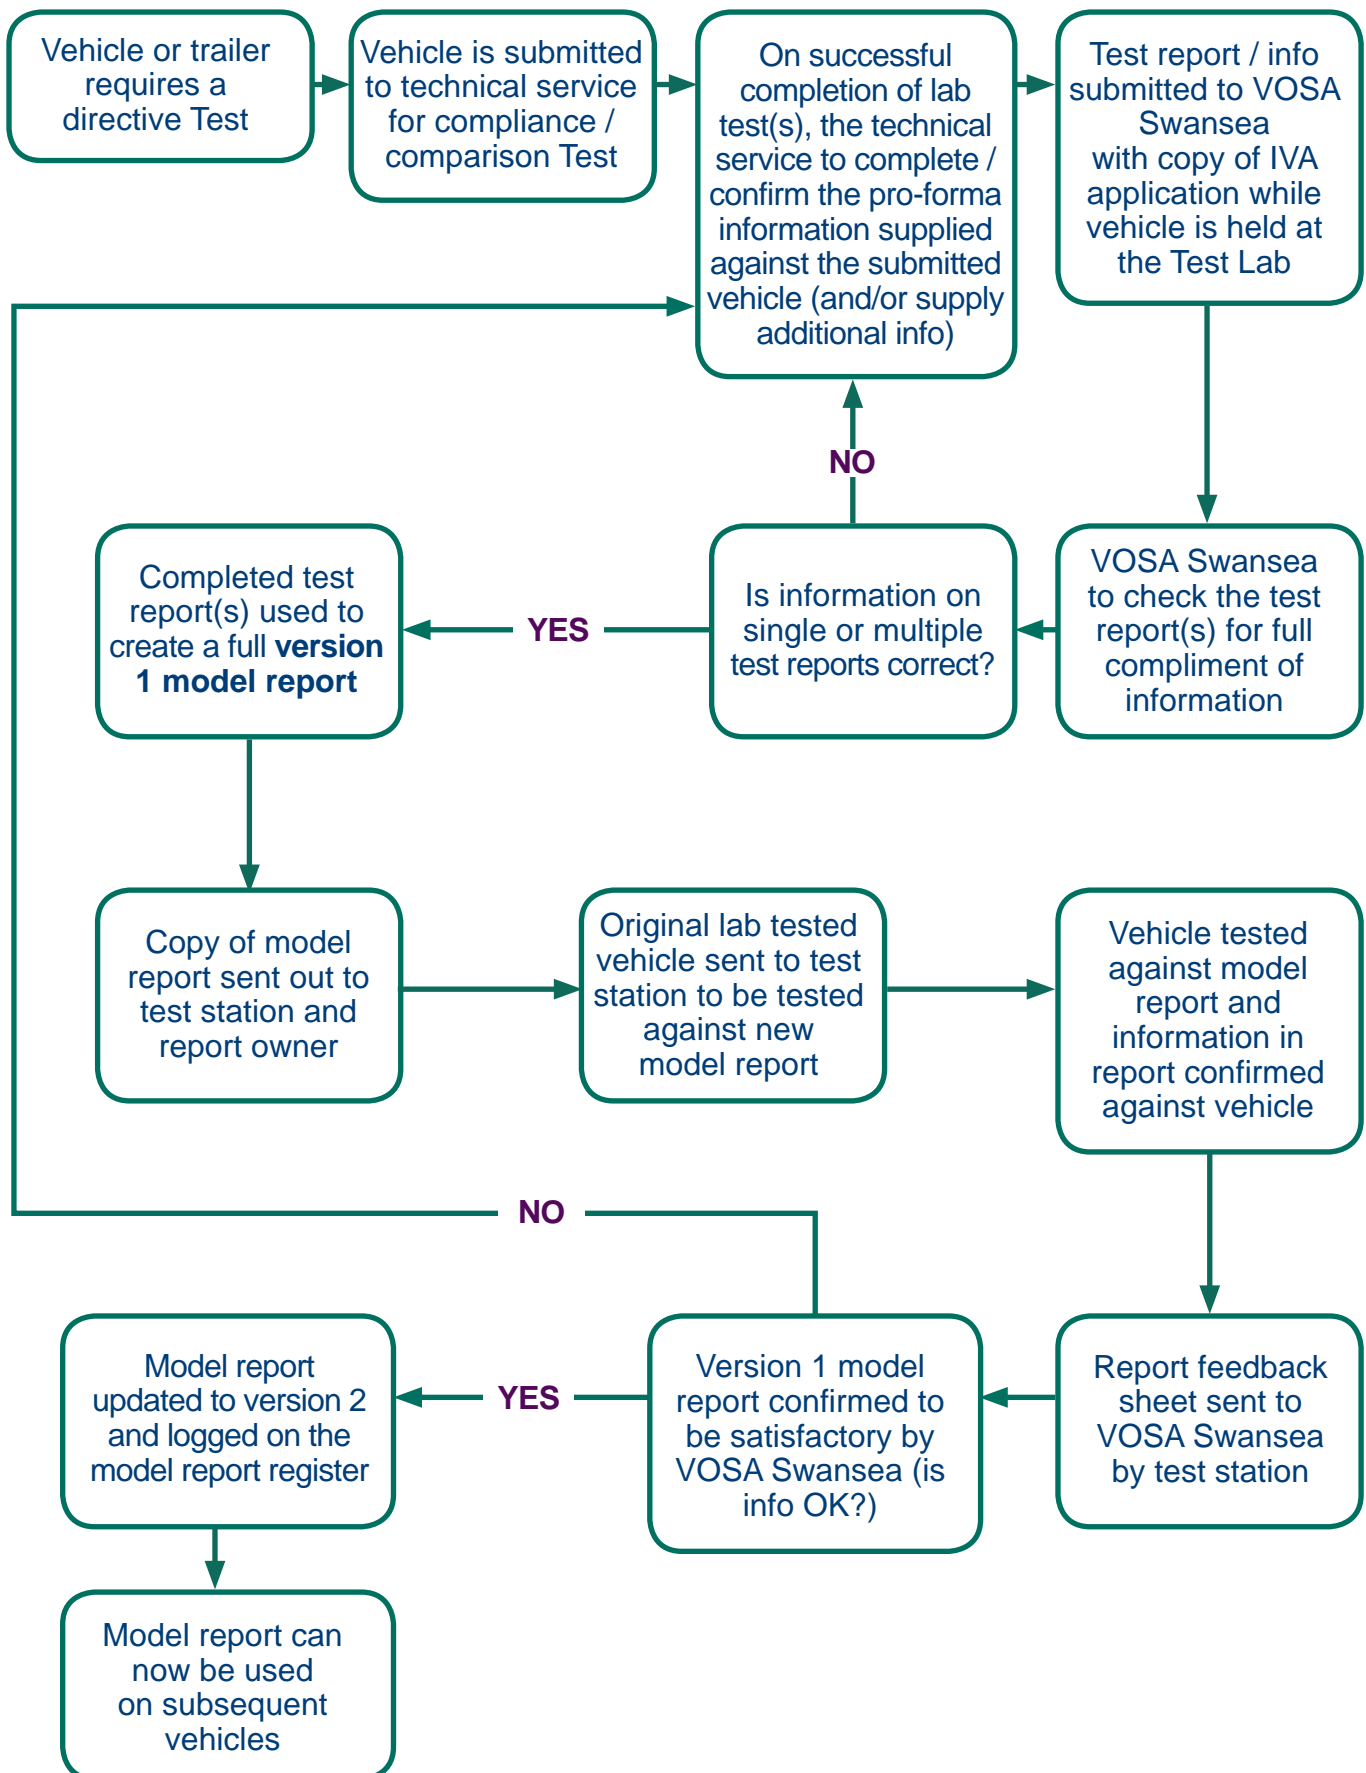 Vehicle or trailer
requires a
directive Test
Vehicle is submitted
to technical service
for compliance /
comparison Test
On successful
completion of lab
test(s), the technical
service to complete /
confirm the pro-forma
information supplied
against the submitted
vehicle (and/or supply
additional info)
Test report / info
submitted to VOSA
Swansea
with copy of IVA
application while
vehicle is held at
the Test Lab
NO
Completed test
report(s) used to
create a full version
1 model report
YES
Is information on
single or multiple
test reports correct?
VOSA Swansea
to check the test
report(s) for full
compliment of
information
Copy of model
report sent out to
test station and
report owner
Original lab tested
vehicle sent to test
station to be tested
against new
model report
Vehicle tested
against model
report and
information in
report confirmed
against vehicle
NO
Model report
updated to version 2
and logged on the
model report register
YES
Version 1 model
report confirmed to
be satisfactory by
VOSA Swansea (is
info OK?)
Report feedback
sheet sent to
VOSA Swansea
by test station
Model report can
now be used
on subsequent
vehicles